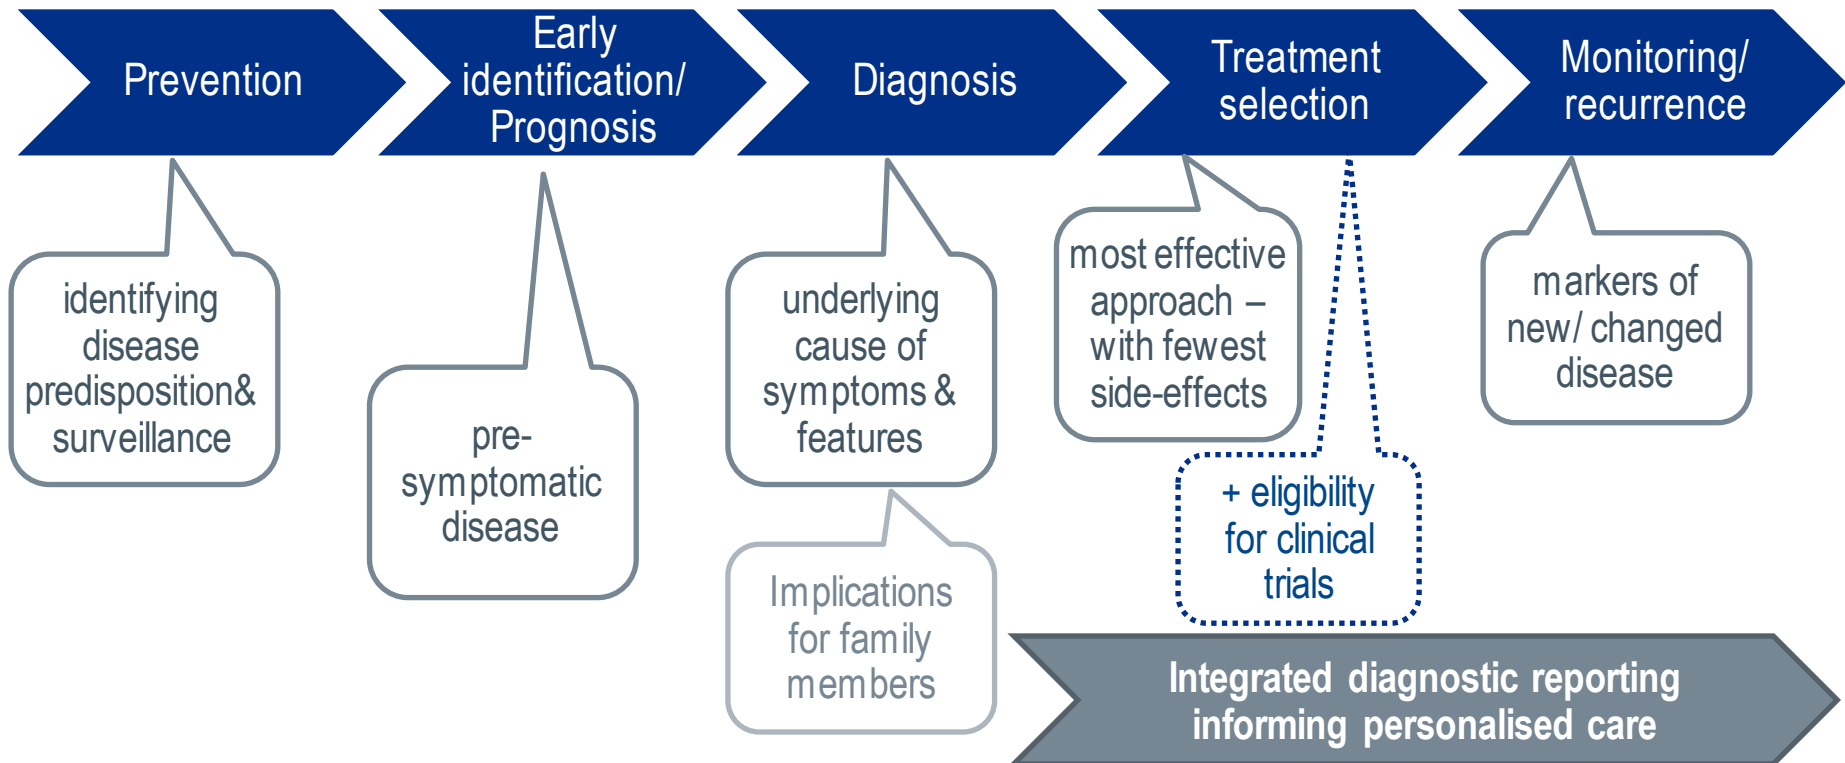 Prevention
Early
identification/
Prognosis
Diagnosis
Treatment
selection
Monitoring/
recurrence
identifying
disease
predisposition&
surveillance
pre-
symptomatic
disease
underlying
cause of
symptoms &
features
Implications
for family
members
most effective
approach –
with fewest
side-effects
+ eligibility
for clinical
trials
markers of
new/ changed
disease
Integrated diagnostic reporting
informing personalised care